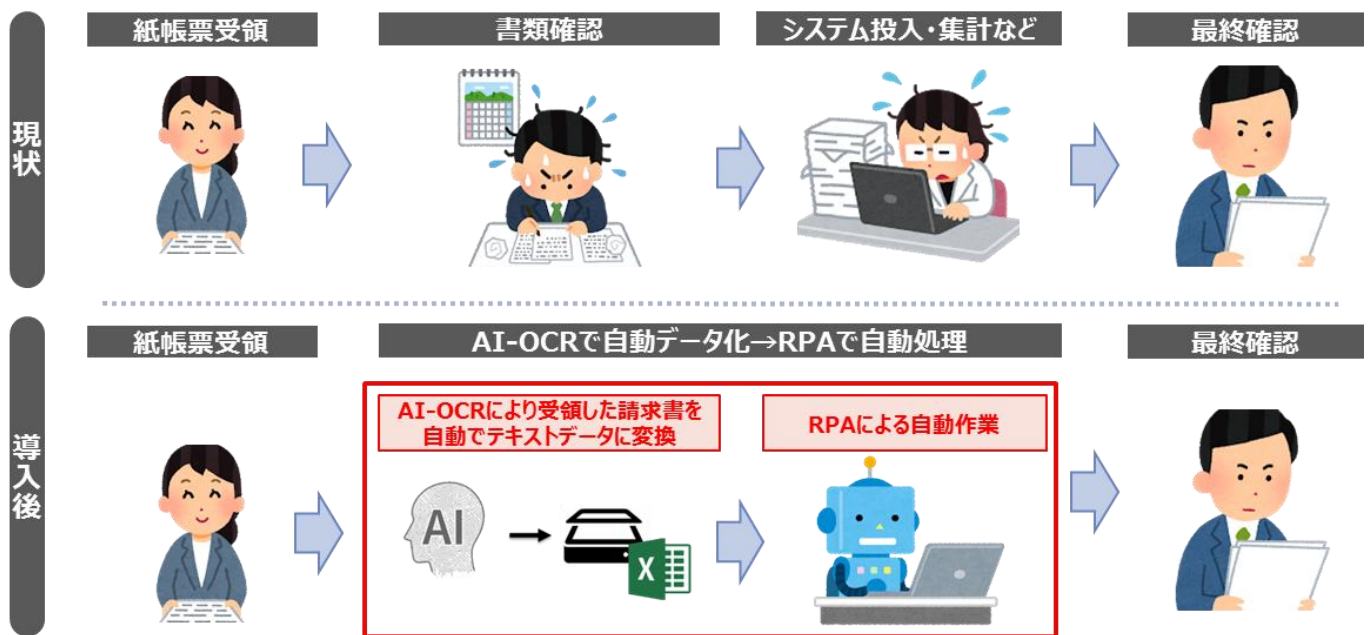 現状
紙帳票受領
書類確認
システム投入・集計など
最終確認
導入後
紙帳票受領
AI-OCRで自動データ化→RPAで自動処理
最終確認
AI-OCRにより受領した請求書を
自動でテキストデータに変換
RPAによる自動作業
AI
X